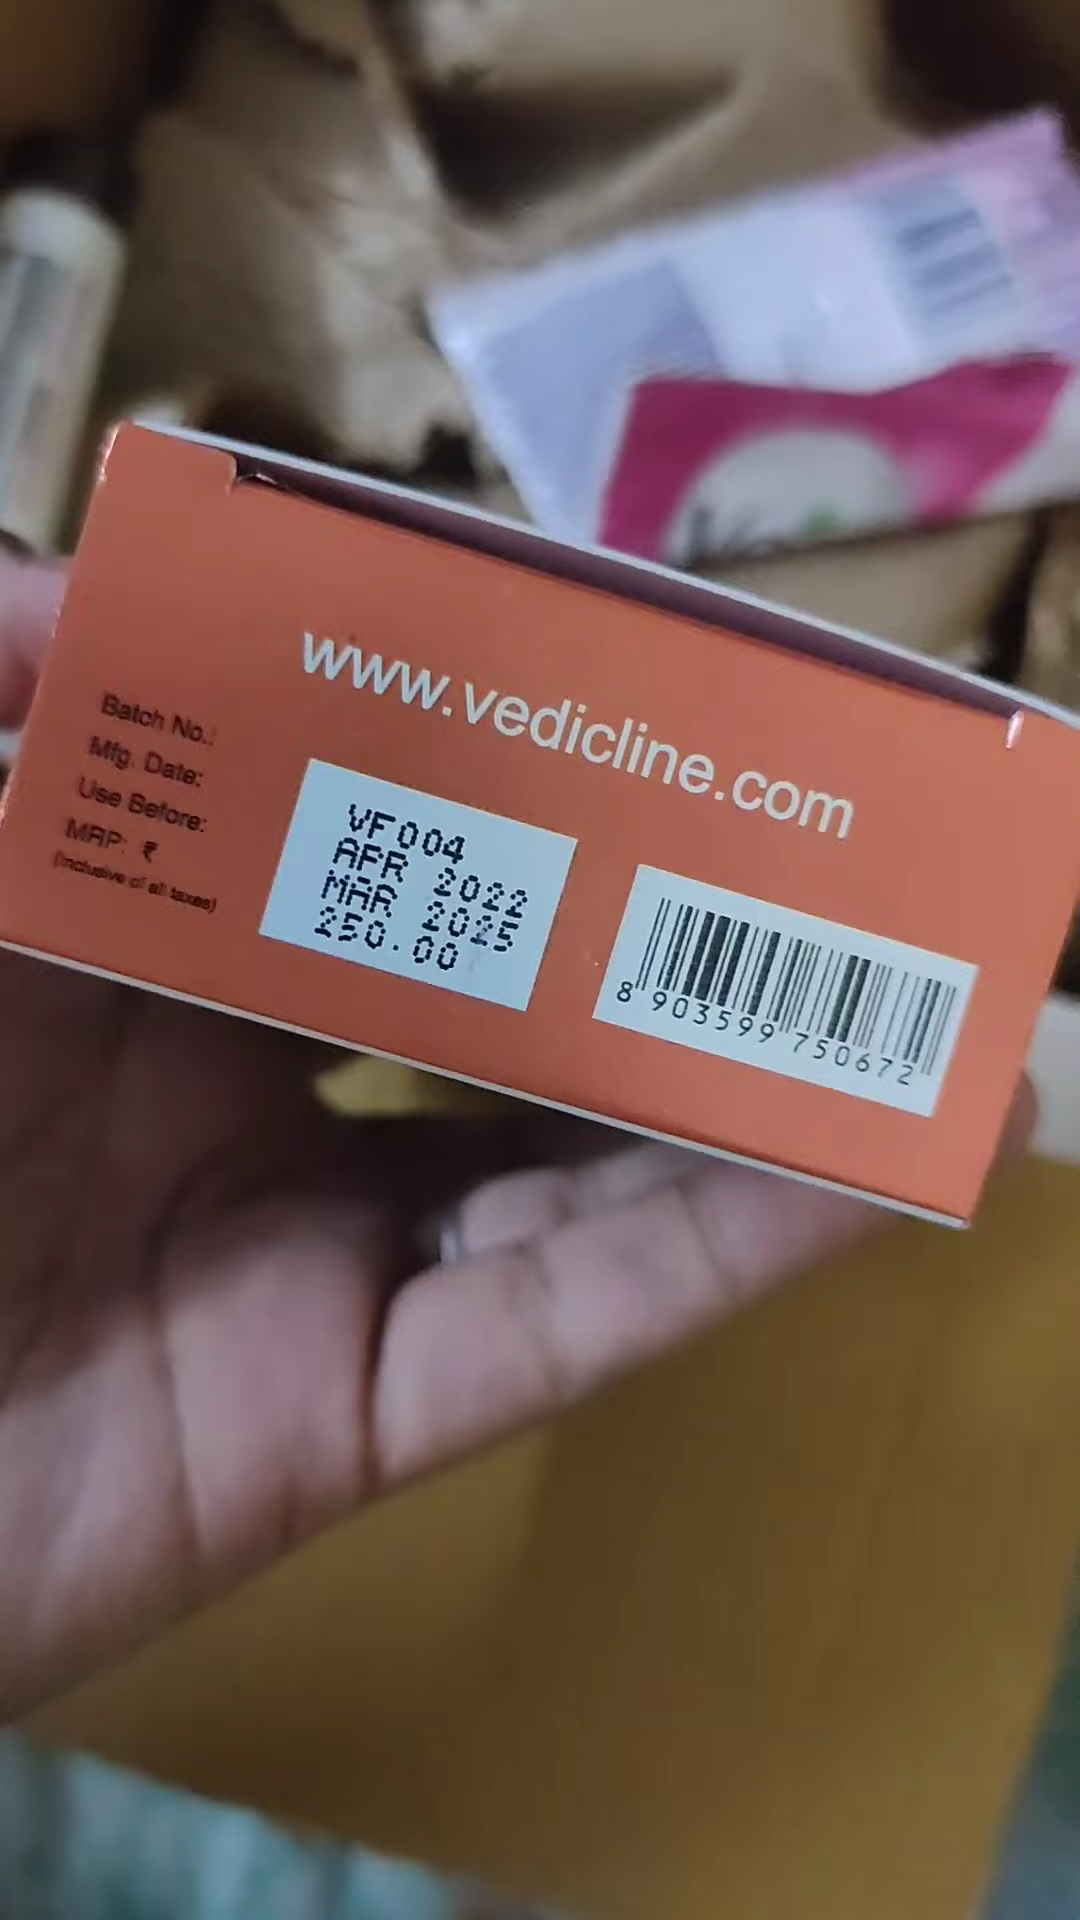 www.vedicline.com
Batch No.:
Mfg. Date:
Use Before:
MRP: ₹
(Inclusive of all taxes)
VF004
APR 2022
MAR 2025
250.00
8 903599 750672